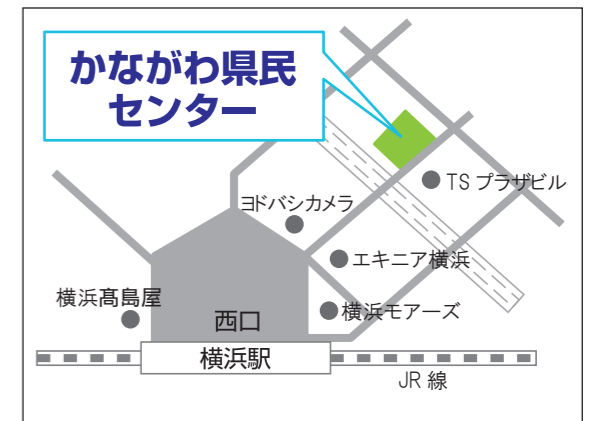 かながわ県民
センター
TS プラザビル
ヨドバシカメラ
エキニア横浜
横浜髙島屋
横浜モアーズ
西口
横浜駅
JR 線